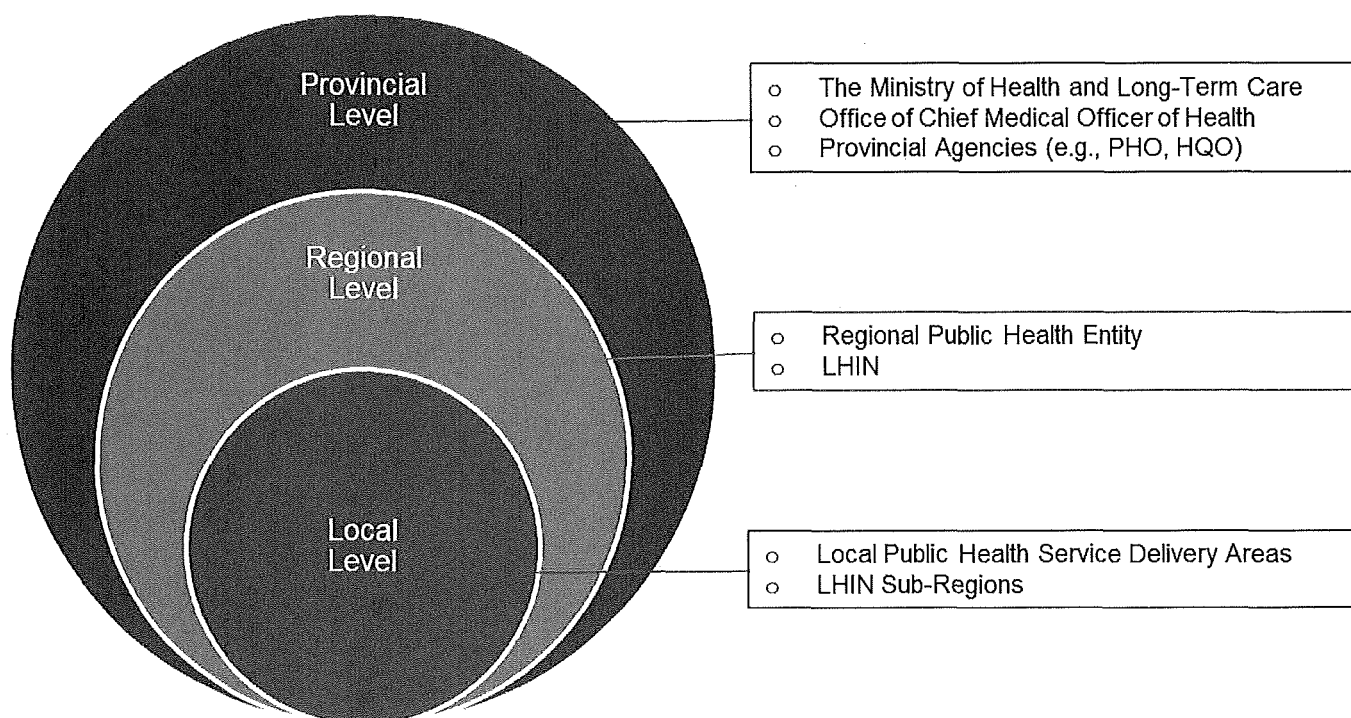 Provincial
Level
○ The Ministry of Health and Long-Term Care
○ Office of Chief Medical Officer of Health
○ Provincial Agencies (e.g., PHO, HQO)
Regional
Level
○ Regional Public Health Entity
○ LHIN
Local
Level
○ Local Public Health Service Delivery Areas
○ LHIN Sub-Regions